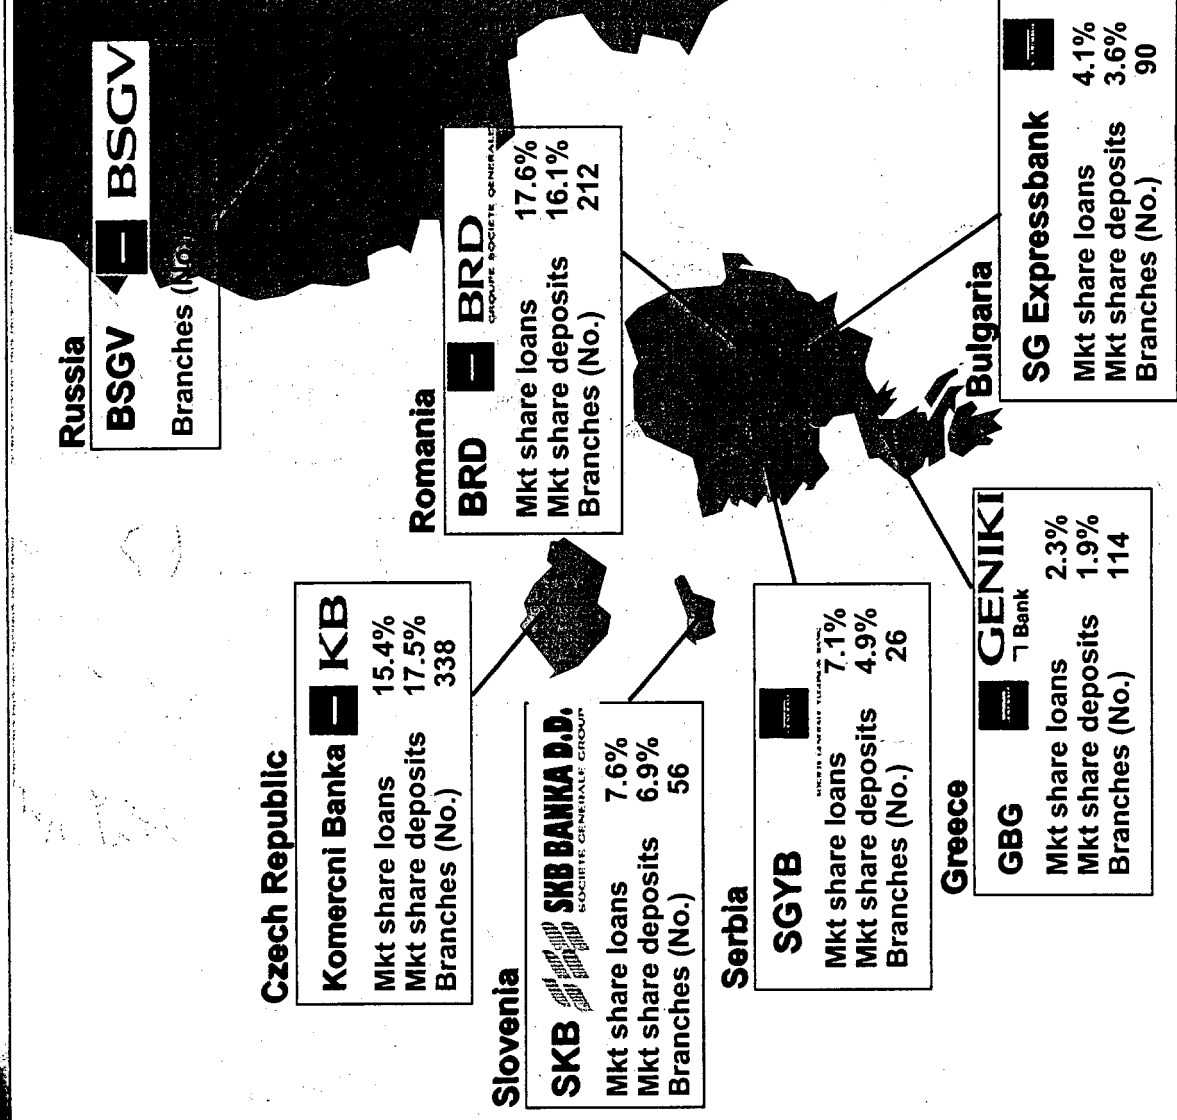 Russia
BSGV BSGV
Branches (No.)
Czech Republic
Komercni Banka KB
Mkt share loans 15.4%
Mkt share deposits 17.5%
Branches (No.) 338
Romania
BRD BRD
GROUPE SOCIETE GENERALE
Mkt share loans 17.6%
Mkt share deposits 16.1%
Branches (No.) 212
Slovenia
SKB SKB BANKA D.D.
SOCIETE GENERALE GROUP
Mkt share loans 7.6%
Mkt share deposits 6.9%
Branches (No.) 56
Serbia
SGYB
Mkt share loans 7.1%
Mkt share deposits 4.9%
Branches (No.) 26
Greece
GBG GENIKI
Bank
Mkt share loans 2.3%
Mkt share deposits 1.9%
Branches (No.) 114
Bulgaria
SG Expressbank
Mkt share loans 4.1%
Mkt share deposits 3.6%
Branches (No.) 90